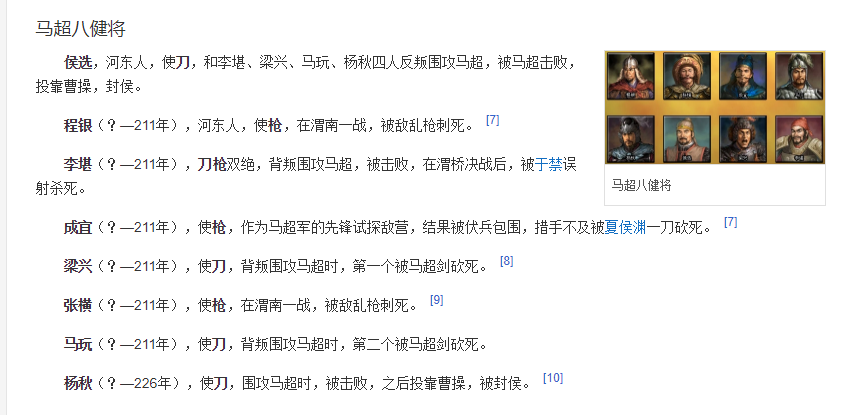 马超八健将
侯选，河东人，使刀，和李堪、梁兴、马玩、杨秋四人反叛围攻马超，被马超击败，
投靠曹操，封侯。
程银（？—211年），河东人，使枪，在渭南一战，被敌乱枪刺死。 [7]
李堪（？—211年），刀枪双绝，背叛围攻马超，被击败，在渭桥决战后，被于禁误
射杀死。
马超八健将
成宜（？—211年），使枪，作为马超军的先锋试探敌营，结果被伏兵包围，措手不及被夏侯渊一刀砍死。 [7]
梁兴（？—211年），使刀，背叛围攻马超时，第一个被马超剑砍死。 [8]
张横（？—211年），使枪，在渭南一战，被敌乱枪刺死。 [9]
马玩（？—211年），使刀，背叛围攻马超时，第二个被马超剑砍死。
杨秋（？—226年），使刀，围攻马超时，被击败，之后投靠曹操，被封侯。 [10]